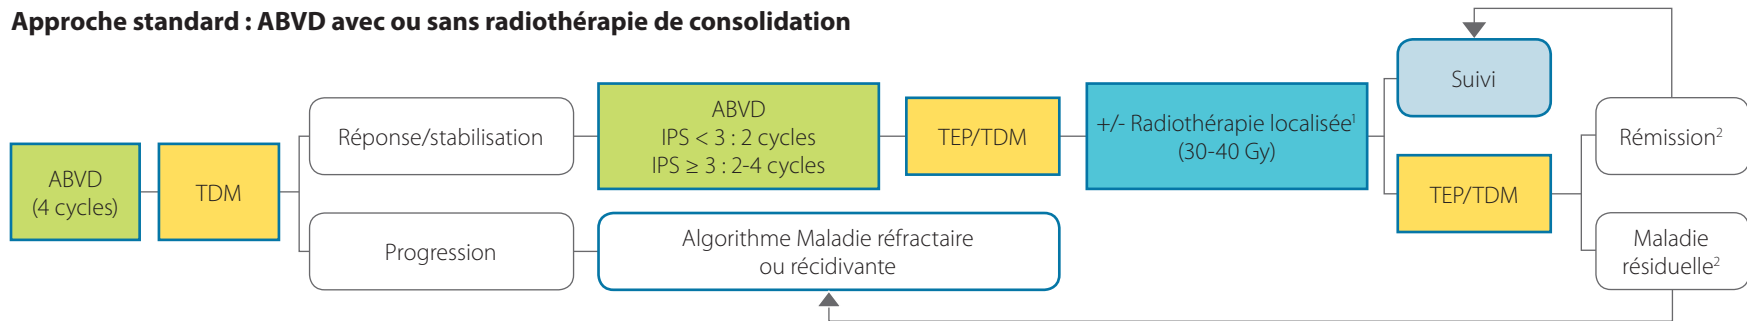 Approche standard : ABVD avec ou sans radiothérapie de consolidation
ABVD
(4 cycles)
TDM
Réponse/stabilisation
Progression
ABVD
IPS < 3 : 2 cycles
IPS ≥ 3 : 2-4 cycles
Algorithme Maladie réfractaire
ou récidivante
TEP/TDM
+/- Radiothérapie localisée¹
(30-40 Gy)
Suivi
TEP/TDM
Rémission²
Maladie
résiduelle²